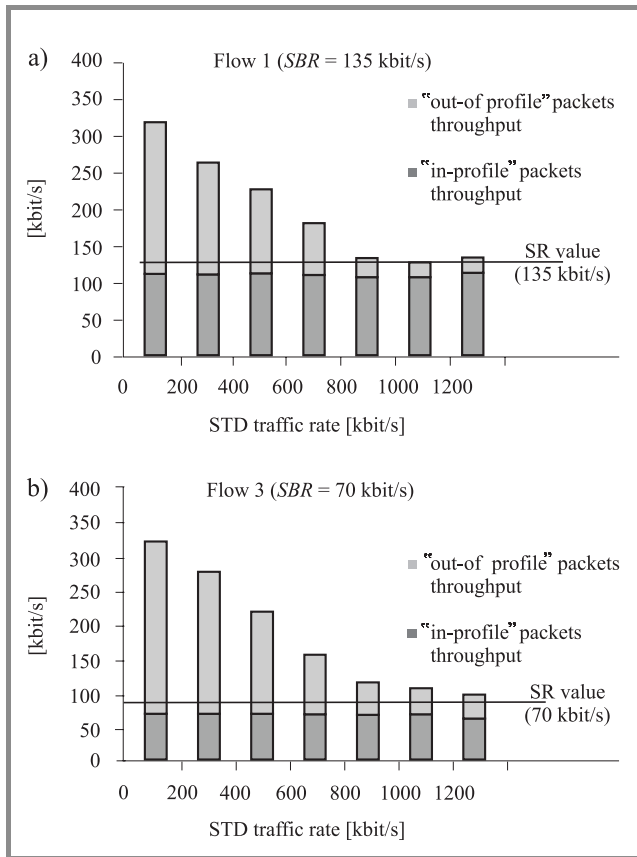 a)
Flow 1 (SBR = 135 kbit/s)
400
350
300
250
200
150
100
50
0
[kbit/s]
"out-of profile" packets
throughput
"in-profile" packets
throughput
SR value
(135 kbit/s)
0 200 400 600 800 1000 1200
STD traffic rate [kbit/s]
b)
Flow 3 (SBR = 70 kbit/s)
400
350
300
250
200
150
100
50
0
[kbit/s]
"out-of profile" packets
throughput
"in-profile" packets
throughput
SR value
(70 kbit/s)
0 200 400 600 800 1000 1200
STD traffic rate [kbit/s]